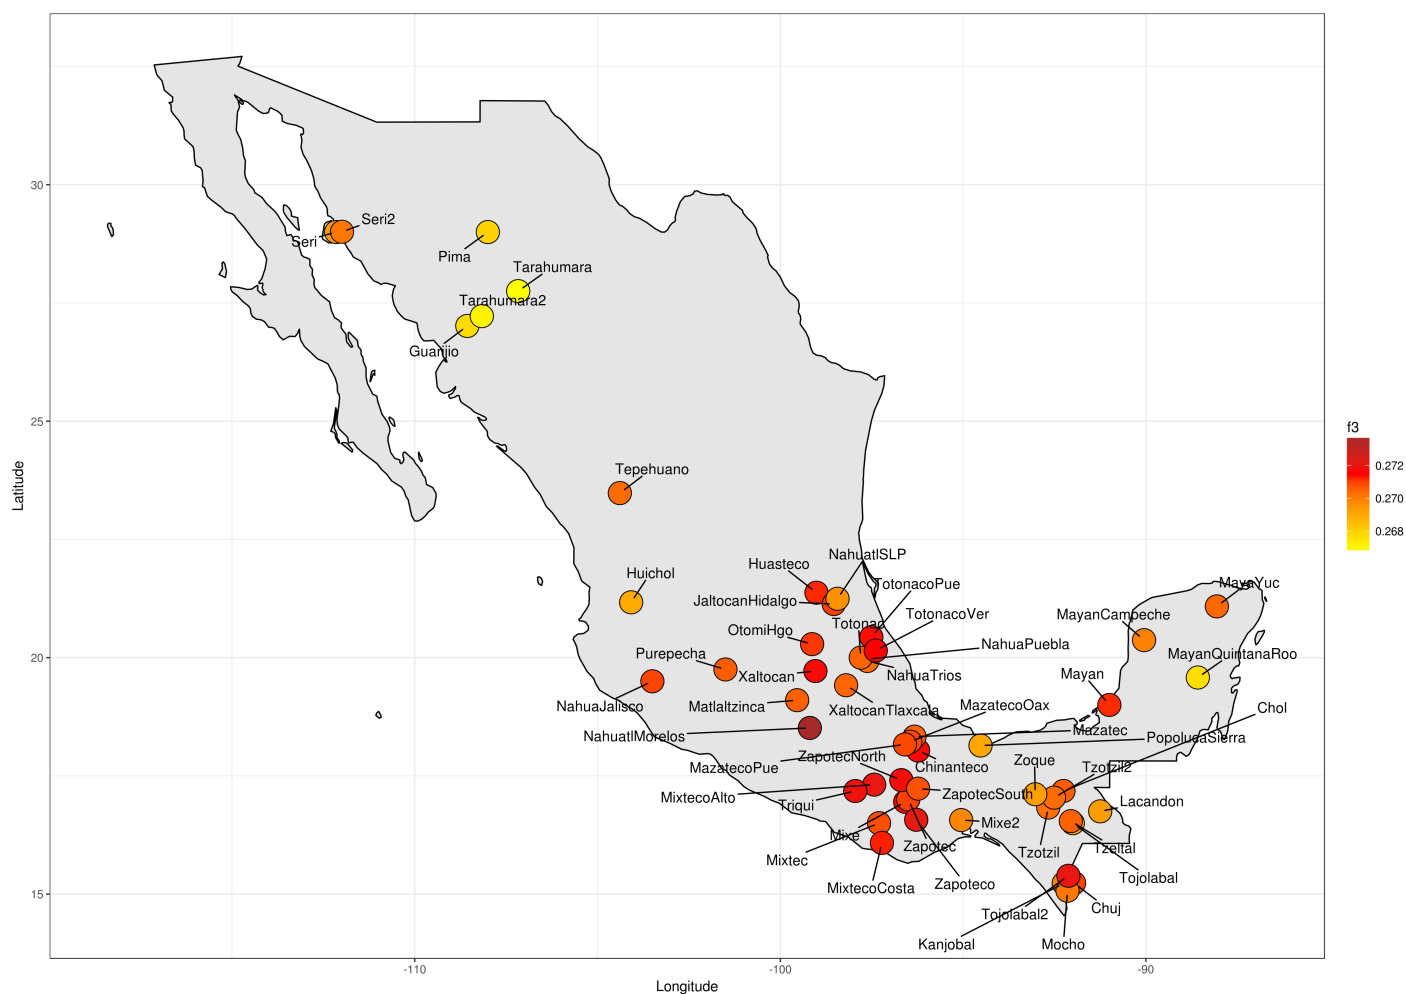 30
25
20
15
Latitude
-110
-100
-90
Longitude
f3
0.272
0.270
0.268
Seri2
Seri
Pima
Tarahumara
Tarahumara2
Guarijio
Tepehuano
Huichol
Huasteco
NahuatlSLP
JaltocanHidalgo
TotonacoPue
TotonacoVer
Totonac
OtomiHgo
NahuaPuebla
Purepecha
Xaltocan
NahuaTrios
NahuaJalisco
Matlaltzinca
XaltocanTlaxcala
NahuatlMorelos
MazatecoOax
Mazatec
PopolucaSierra
MayaYuc
MayanCampeche
MayanQuintanaRoo
Mayan
Chol
ZapotecNorth
MazatecoPue
Chinanteco
Zoque
Tzotzil2
MixtecoAlto
Triqui
ZapotecSouth
Lacandon
Mixe
Mixe2
Zapotec
Tzotzil
Tzeltal
Mixtec
MixtecoCosta
Zapoteco
Tojolabal
Tojolabal2
Chuj
Kanjobal
Mocho